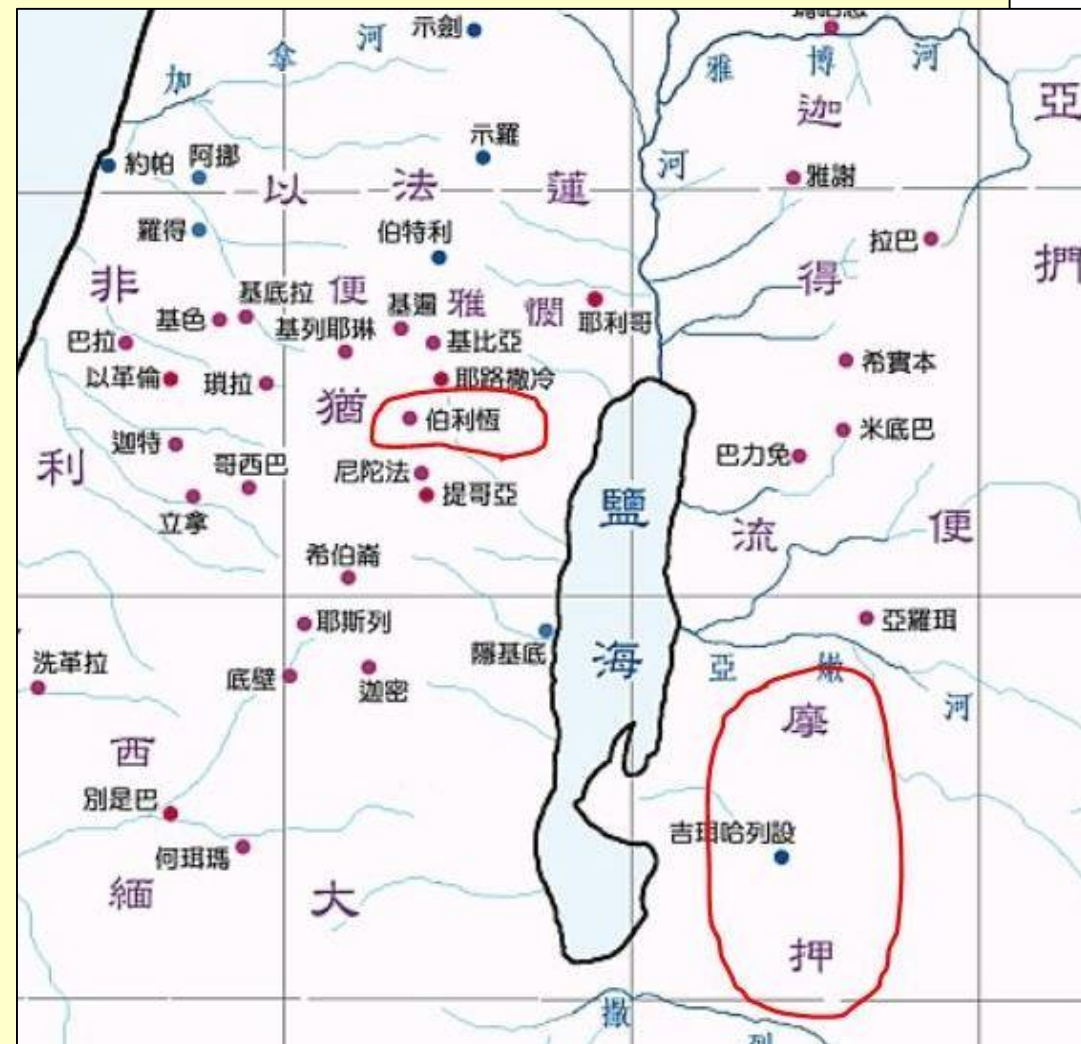 示劍
加拿河
雅博河
迦得
亞捫
約帕
阿挪
示羅
河
雅謝
以法蓮
羅得
伯特利
拉巴
非利
基底拉
便雅憫
基遍
基色
基列耶琳
耶利哥
巴拉
基比亞
希實本
以革倫
瑣拉
耶路撒冷
猶大
伯利恆
米底巴
迦特
哥西巴
尼陀法
巴力免
立拿
提哥亞
鹽海
流便
希伯崙
耶斯列
亞羅珥
洗革拉
底壁
迦密
隱基底
亞嫩河
摩押
西緬
別是巴
何珥瑪
吉珥哈列設
撒列